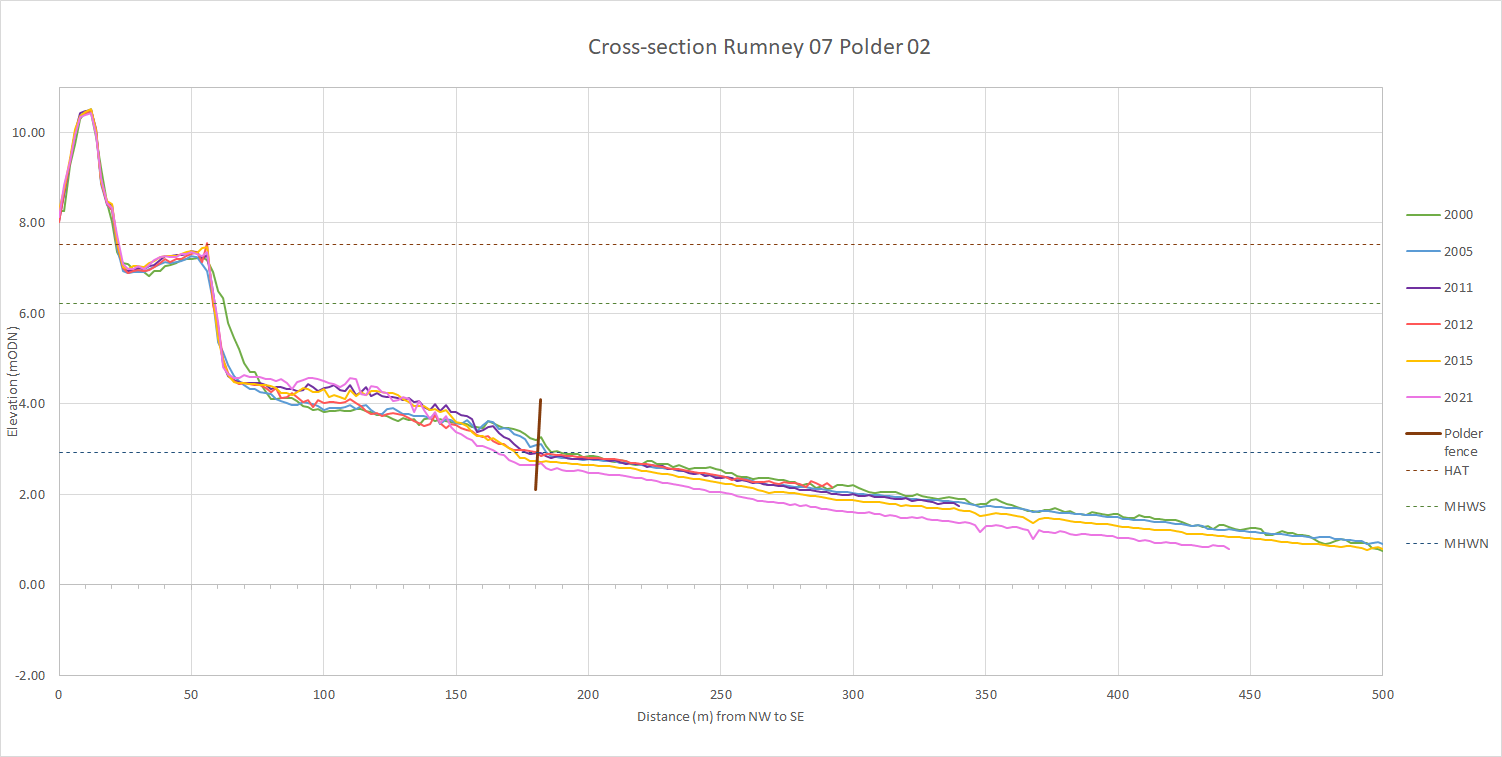 Cross-section Rumney 07 Polder 02
10.00
8.00
6.00
4.00
2.00
0.00
-2.00
Elevation (mODN)
0 50 100 150 200 250 300 350 400 450 500
Distance (m) from NW to SE
2000
2005
2011
2012
2015
2021
Polder
fence
HAT
MHWS
MHWN